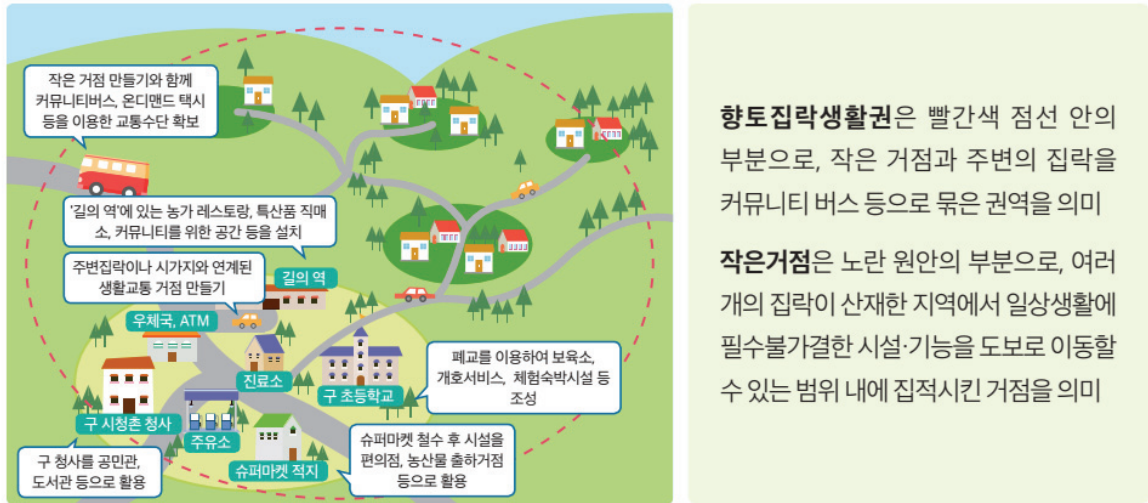 작은 거점 만들기와 함께
커뮤니티버스, 온디맨드 택시
등을 이용한 교통수단 확보
'길의 역'에 있는 농가 레스토랑, 특산품 직매
소, 커뮤니티를 위한 공간 등을 설치
주변집락이나 시가지와 연계된
생활교통 거점 만들기
길의 역
우체국, ATM
진료소
구 초등학교
폐교를 이용하여 보육소,
개호서비스, 체험숙박시설 등
조성
구 시청촌 청사
주유소
슈퍼마켓 적지
구 청사를 공민관,
도서관 등으로 활용
슈퍼마켓 철수 후 시설을
편의점, 농산물 출하거점
등으로 활용
향토집락생활권은 빨간색 점선 안의
부분으로, 작은 거점과 주변의 집락을
커뮤니티 버스 등으로 묶은 권역을 의미
작은거점은 노란 원안의 부분으로, 여러
개의 집락이 산재한 지역에서 일상생활에
필수불가결한 시설·기능을 도보로 이동할
수 있는 범위 내에 집적시킨 거점을 의미